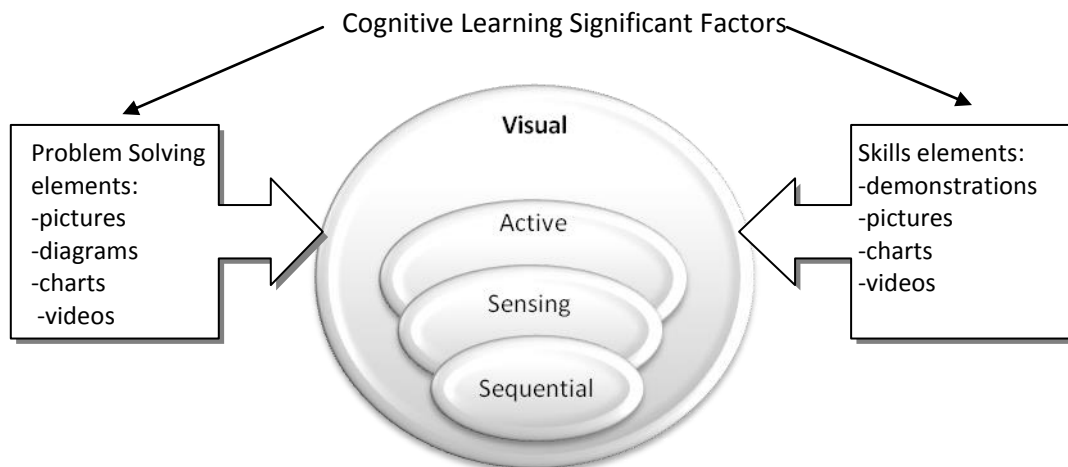 Cognitive Learning Significant Factors
Problem Solving
elements:
-pictures
-diagrams
-charts
-videos
Visual
Active
Sensing
Sequential
Skills elements:
-demonstrations
-pictures
-charts
-videos